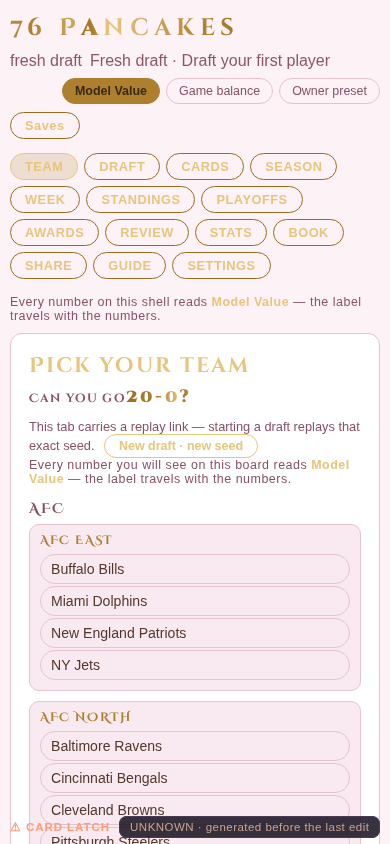 76 PANCAKES
fresh draft Fresh draft · Draft your first player
Model Value Game balance Owner preset
Saves
TEAM DRAFT CARDS SEASON
WEEK STANDINGS PLAYOFFS
AWARDS REVIEW STATS BOOK
SHARE GUIDE SETTINGS
Every number on this shell reads Model Value — the label
travels with the numbers.
PICK YOUR TEAM
CAN YOU GO 20-0?
This tab carries a replay link — starting a draft replays that
exact seed. New draft · new seed
Every number you will see on this board reads Model
Value — the label travels with the numbers.
AFC
AFC EAST
Buffalo Bills
Miami Dolphins
New England Patriots
NY Jets
AFC NORTH
Baltimore Ravens
Cincinnati Bengals
Cleveland Browns
⚠ CARD LATCH UNKNOWN · generated before the last edit
Pittsburgh Steelers